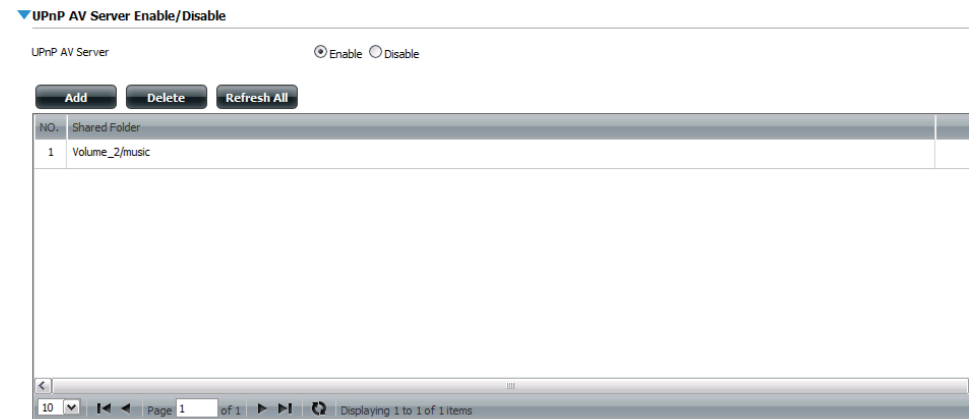 UPnP AV Server Enable/Disable
UPnP AV Server Enable Disable
Add Delete Refresh All
NO. Shared Folder
1 Volume_2/music
10 Page 1 of 1 Displaying 1 to 1 of 1 items